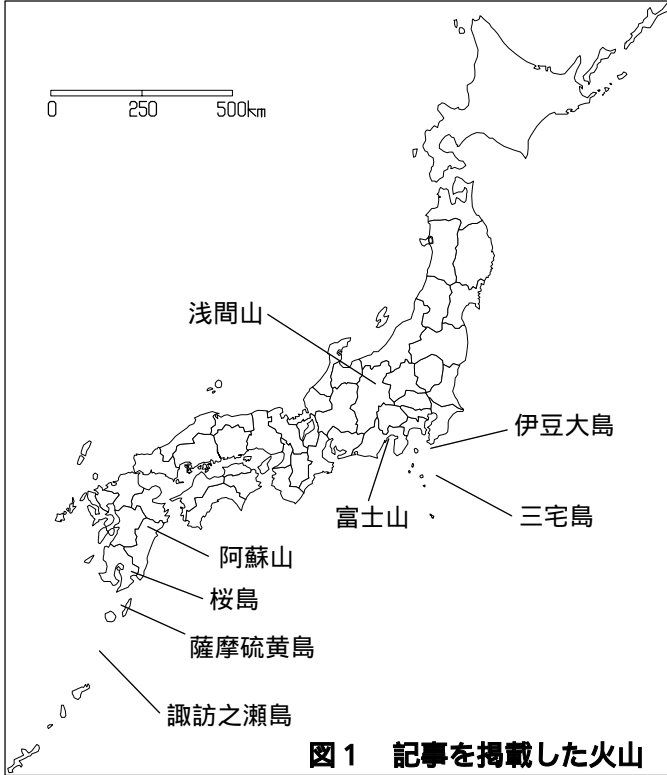 0 250 500km
浅間山
伊豆大島
富士山
三宅島
阿蘇山
桜島
薩摩硫黄島
諏訪之瀬島
図1 記事を掲載した火山